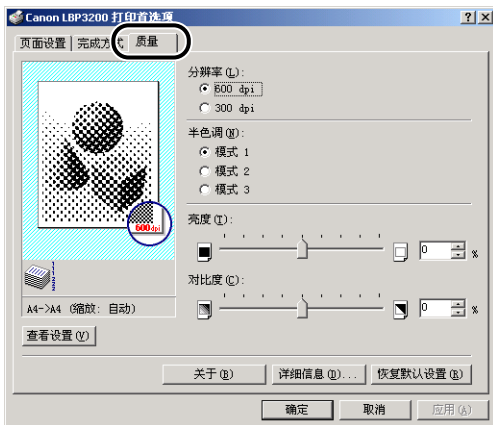 Canon LBP3200 打印首选项
页面设置 完成方式 质量
分辨率(L):
600 dpi
300 dpi
半色调(N):
模式 1
模式 2
模式 3
600dpi
亮度(T):
0 %
1
2
3
对比度(C):
0 %
A4->A4 (缩放: 自动)
查看设置(V)
关于(B) 详细信息(D)... 恢复默认设置(R)
确定 取消 应用(A)